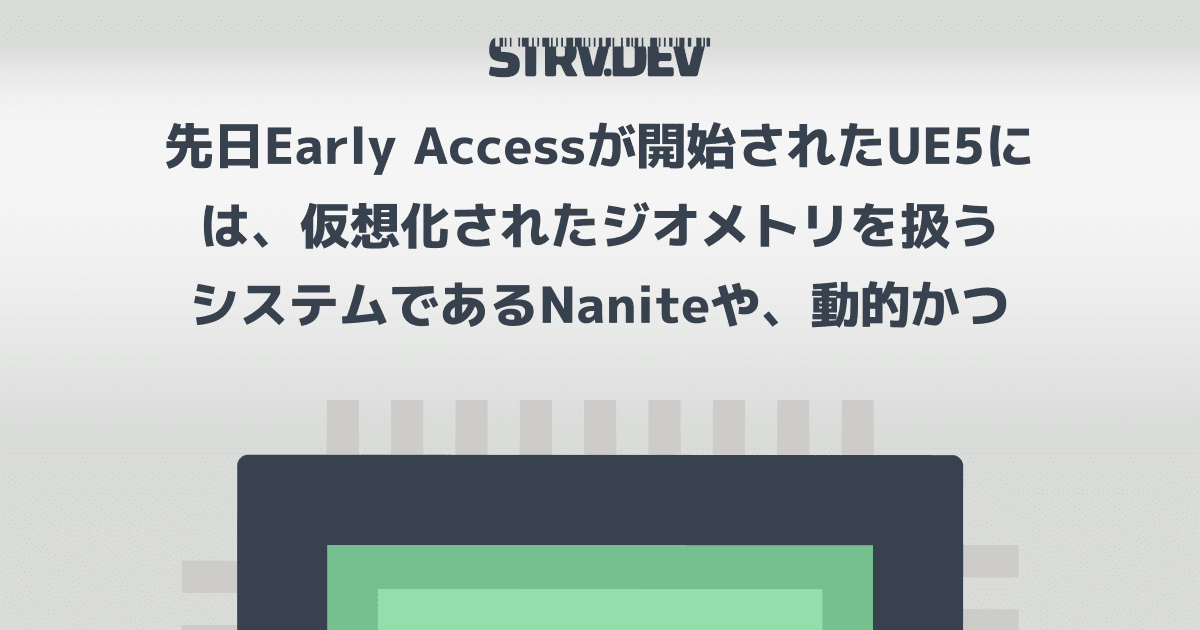 STRV.DEV
先日Early Accessが開始されたUE5に
は、仮想化されたジオメトリを扱う
システムであるNaniteや、動的かつ